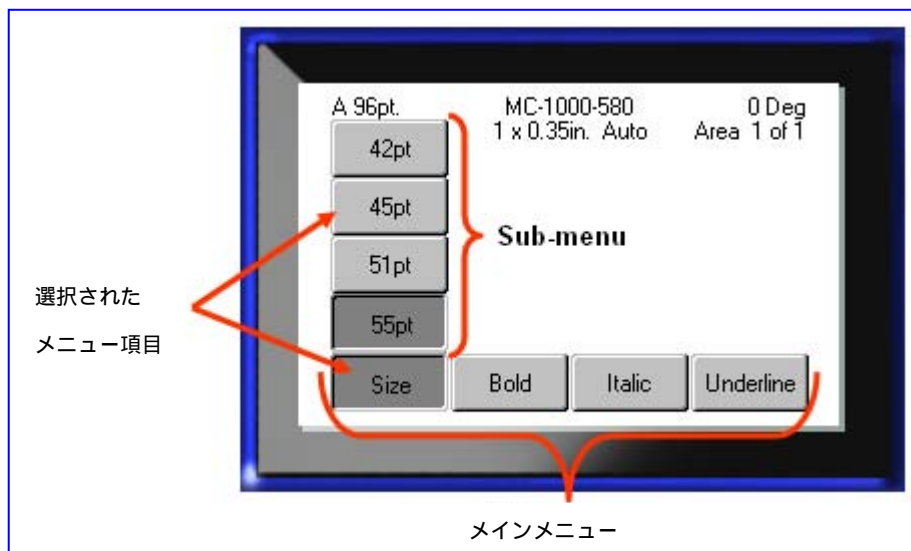 A 96pt. MC-1000-580 0 Deg
1 x 0.35in. Auto Area 1 of 1
42pt
45pt
Sub-menu
51pt
選択された
メニュー項目
55pt
Size Bold Italic Underline
メインメニュー